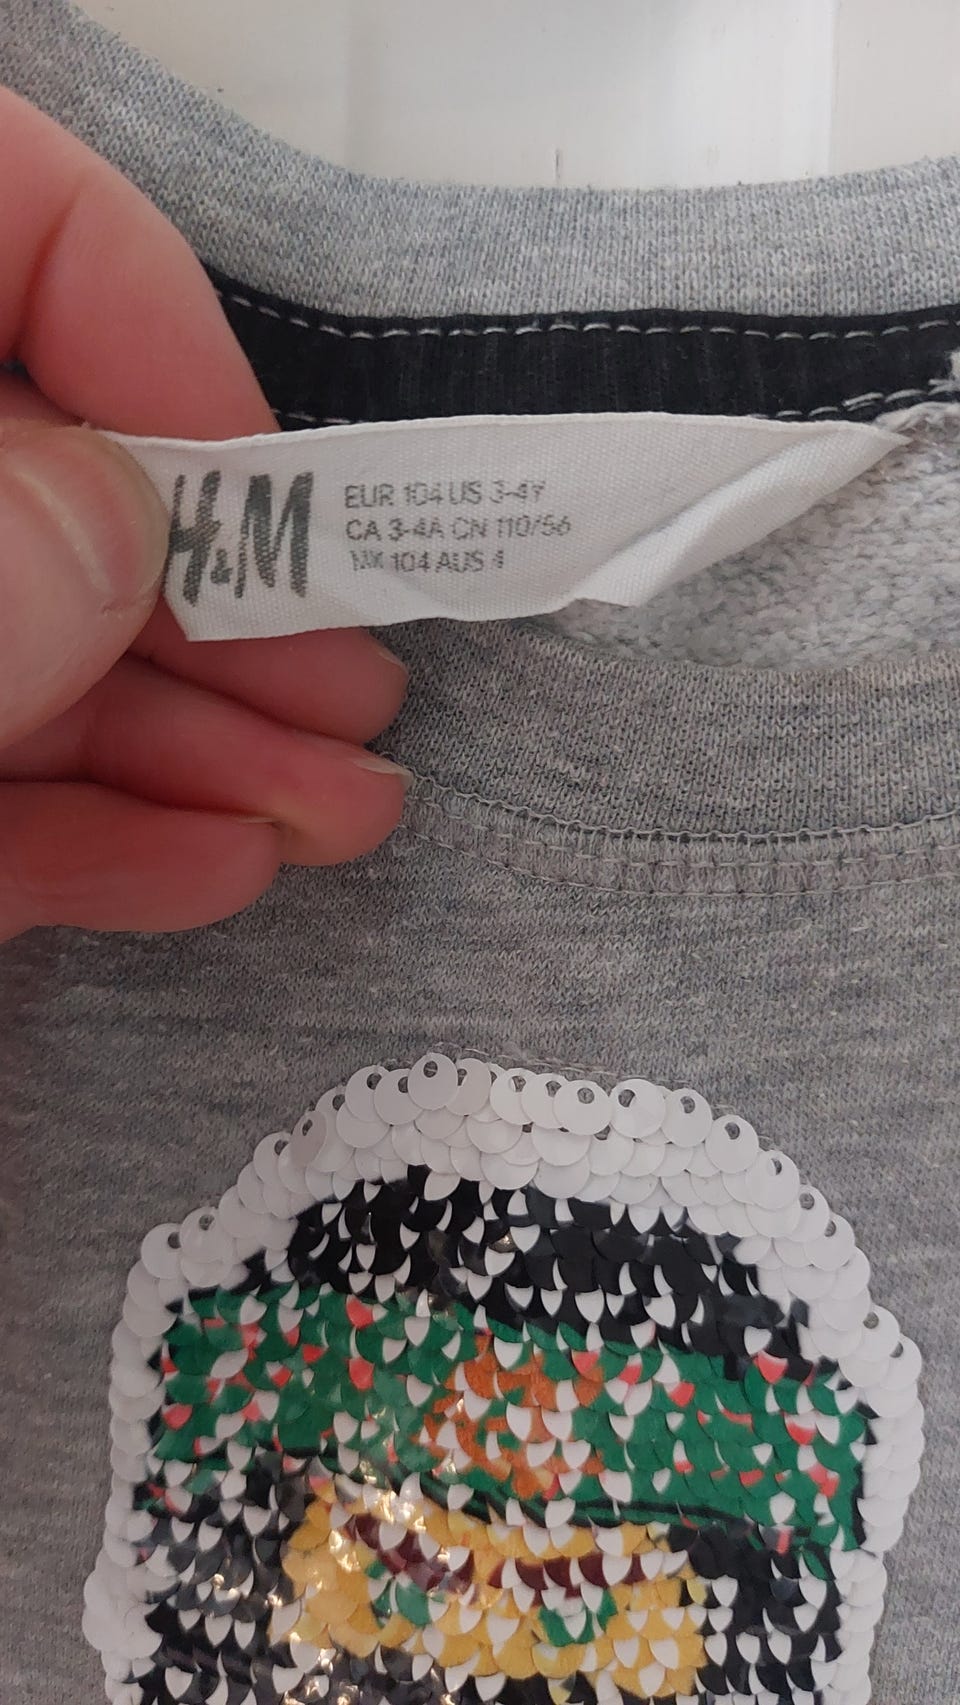 H&M
EUR 104 US 3-4Y
CA 3-4A CN 110/56
MX 104 AUS 4